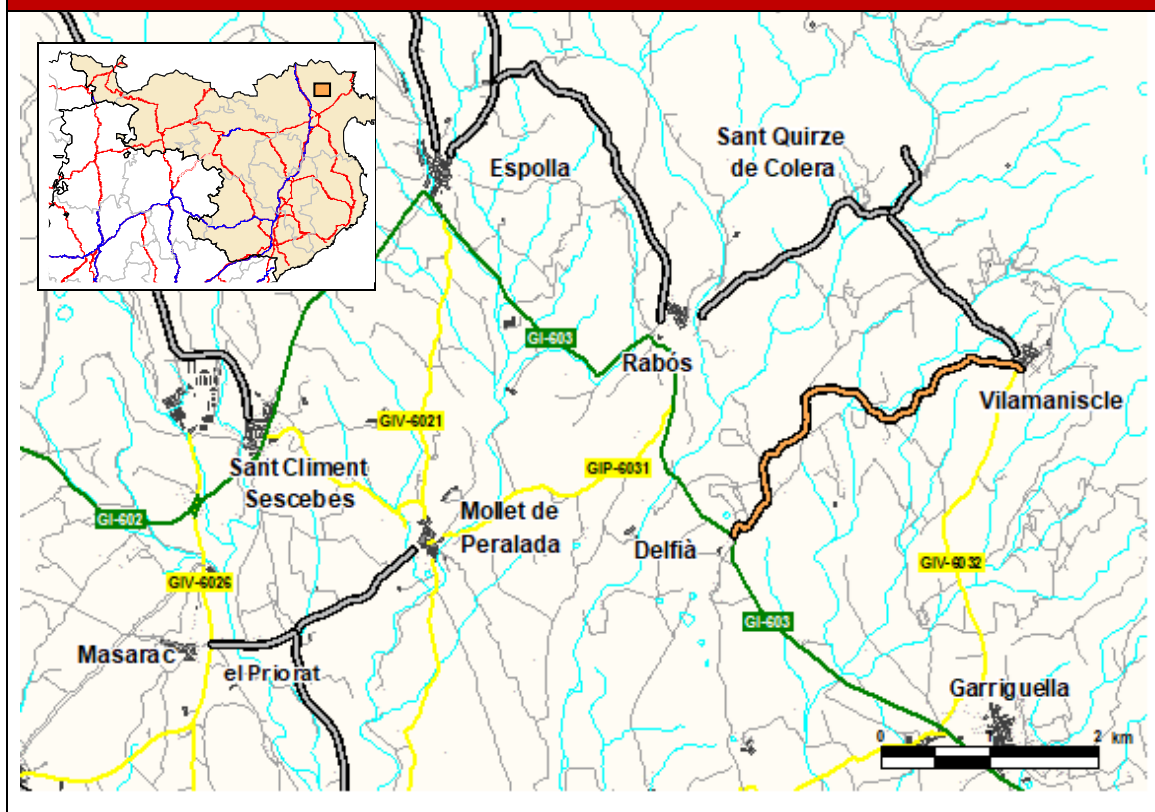 Espolla
Sant Quirze
de Colera
GI-603
Rabós
Vilamaniscle
GIV-6021
Sant Climent
Sescebes
GIP-6031
GI-602
Mollet de
Peralada
Delfià
GIV-6032
GIV-6026
GI-603
Masarac
el Priorat
Garriguella
0 2 km